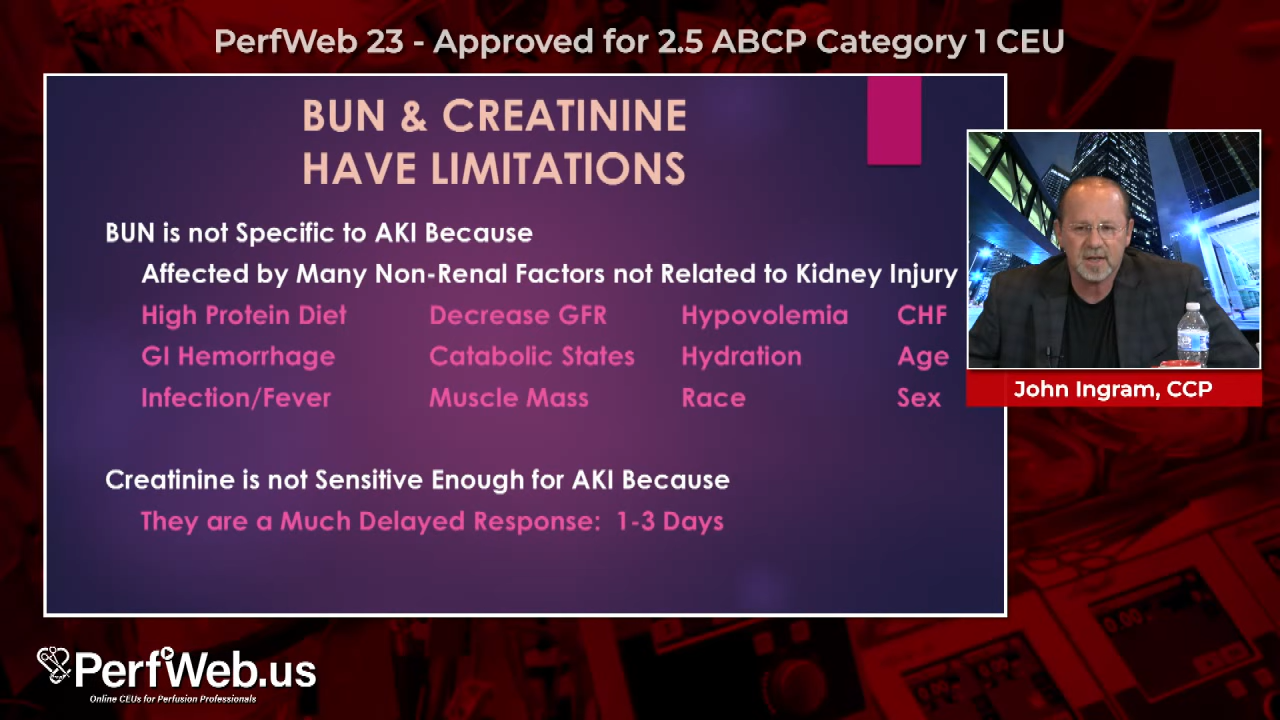 PerfWeb 23 - Approved for 2.5 ABCP Category 1 CEU
BUN & CREATININE
HAVE LIMITATIONS
BUN is not Specific to AKI Because
Affected by Many Non-Renal Factors not Related to Kidney Injury
High Protein Diet Decrease GFR Hypovolemia CHF
GI Hemorrhage Catabolic States Hydration Age
Infection/Fever Muscle Mass Race Sex
Creatinine is not Sensitive Enough for AKI Because
They are a Much Delayed Response: 1-3 Days
John Ingram, CCP
PerfWeb.us
Online CEUs for Perfusion Professionals